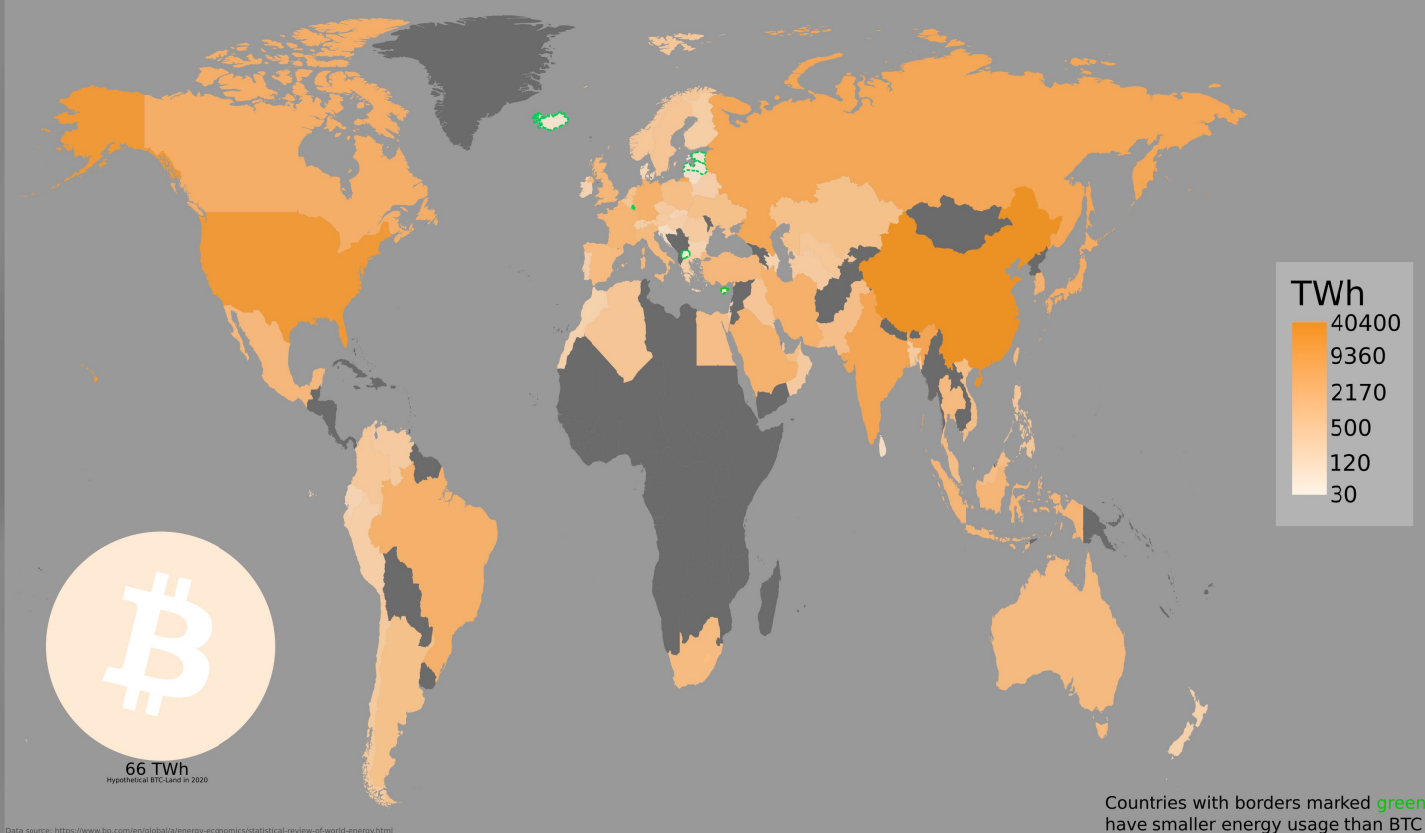 TWh
40400
9360
2170
500
120
30
66 TWh
Hypothetical BTC-Land in 2020
Countries with borders marked green
have smaller energy usage than BTC
Data source: https://www.bp.com/en/global/a/energy-economics/statistical-review-of-world-energy.html